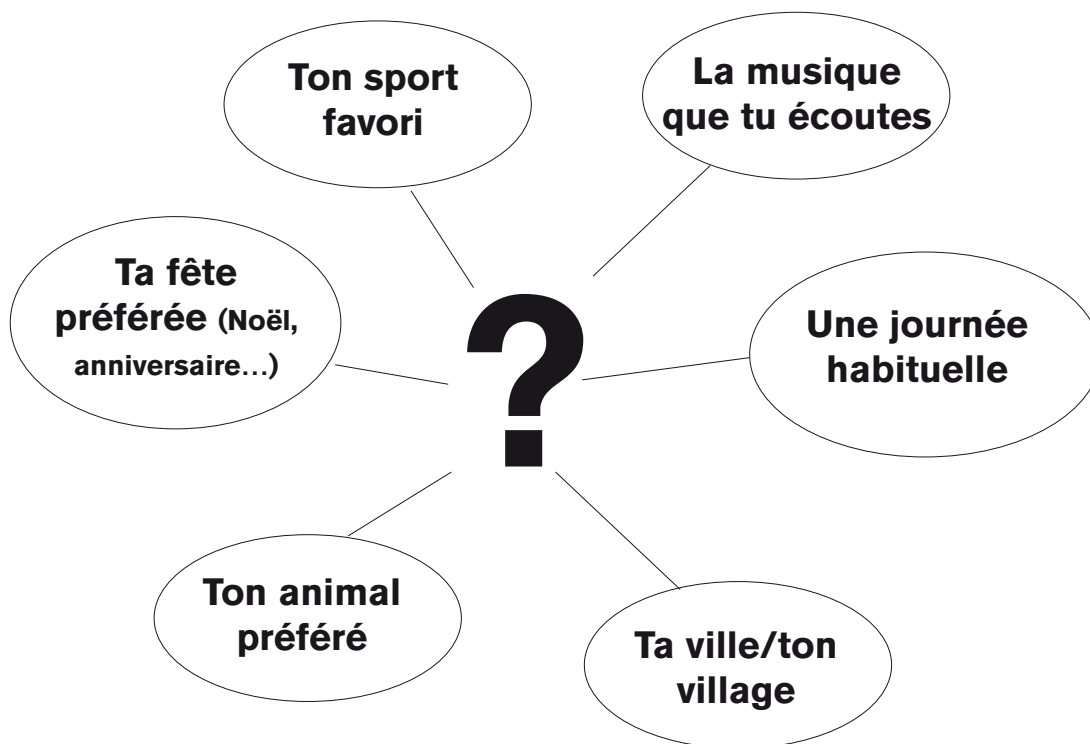 Ton sport
favori
La musique
que tu écoutes
Ta fête
préférée (Noël,
anniversaire...)
?
Une journée
habituelle
Ton animal
préféré
Ta ville/ton
village